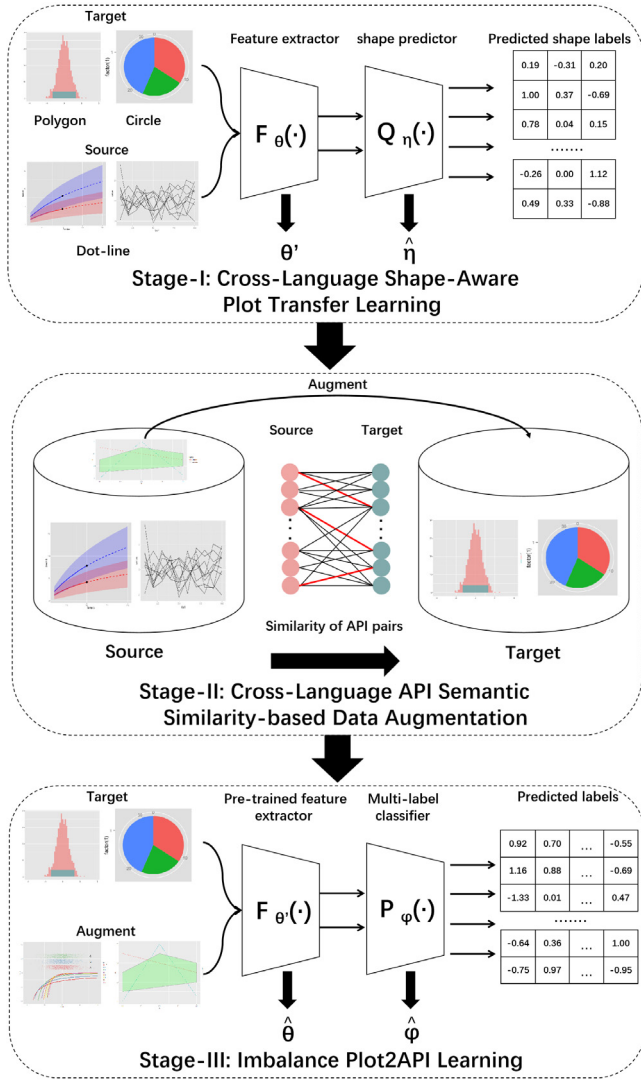 Target
Feature extractor
shape predictor
Predicted shape labels
factor(1)
Polygon
Circle
F θ(·)
Q η(·)
0.19 -0.31 0.20
1.00 0.37 -0.69
0.78 0.04 0.15
.......
-0.26 0.00 1.12
0.49 0.33 -0.88
Source
Dot-line
θ'
η̂
Stage-I: Cross-Language Shape-Aware
Plot Transfer Learning
Augment
Source
Target
factor(1)
Similarity of API pairs
Source
Target
Stage-II: Cross-Language API Semantic
Similarity-based Data Augmentation
Target
Pre-trained feature
extractor
Multi-label
classifier
Predicted labels
factor(1)
F θ'(·)
P φ(·)
0.92 0.70 ... -0.55
1.16 0.88 ... -0.69
-1.33 0.01 ... 0.47
.......
-0.64 0.36 ... 1.00
-0.75 0.97 ... -0.95
Augment
θ̂
φ̂
Stage-III: Imbalance Plot2API Learning